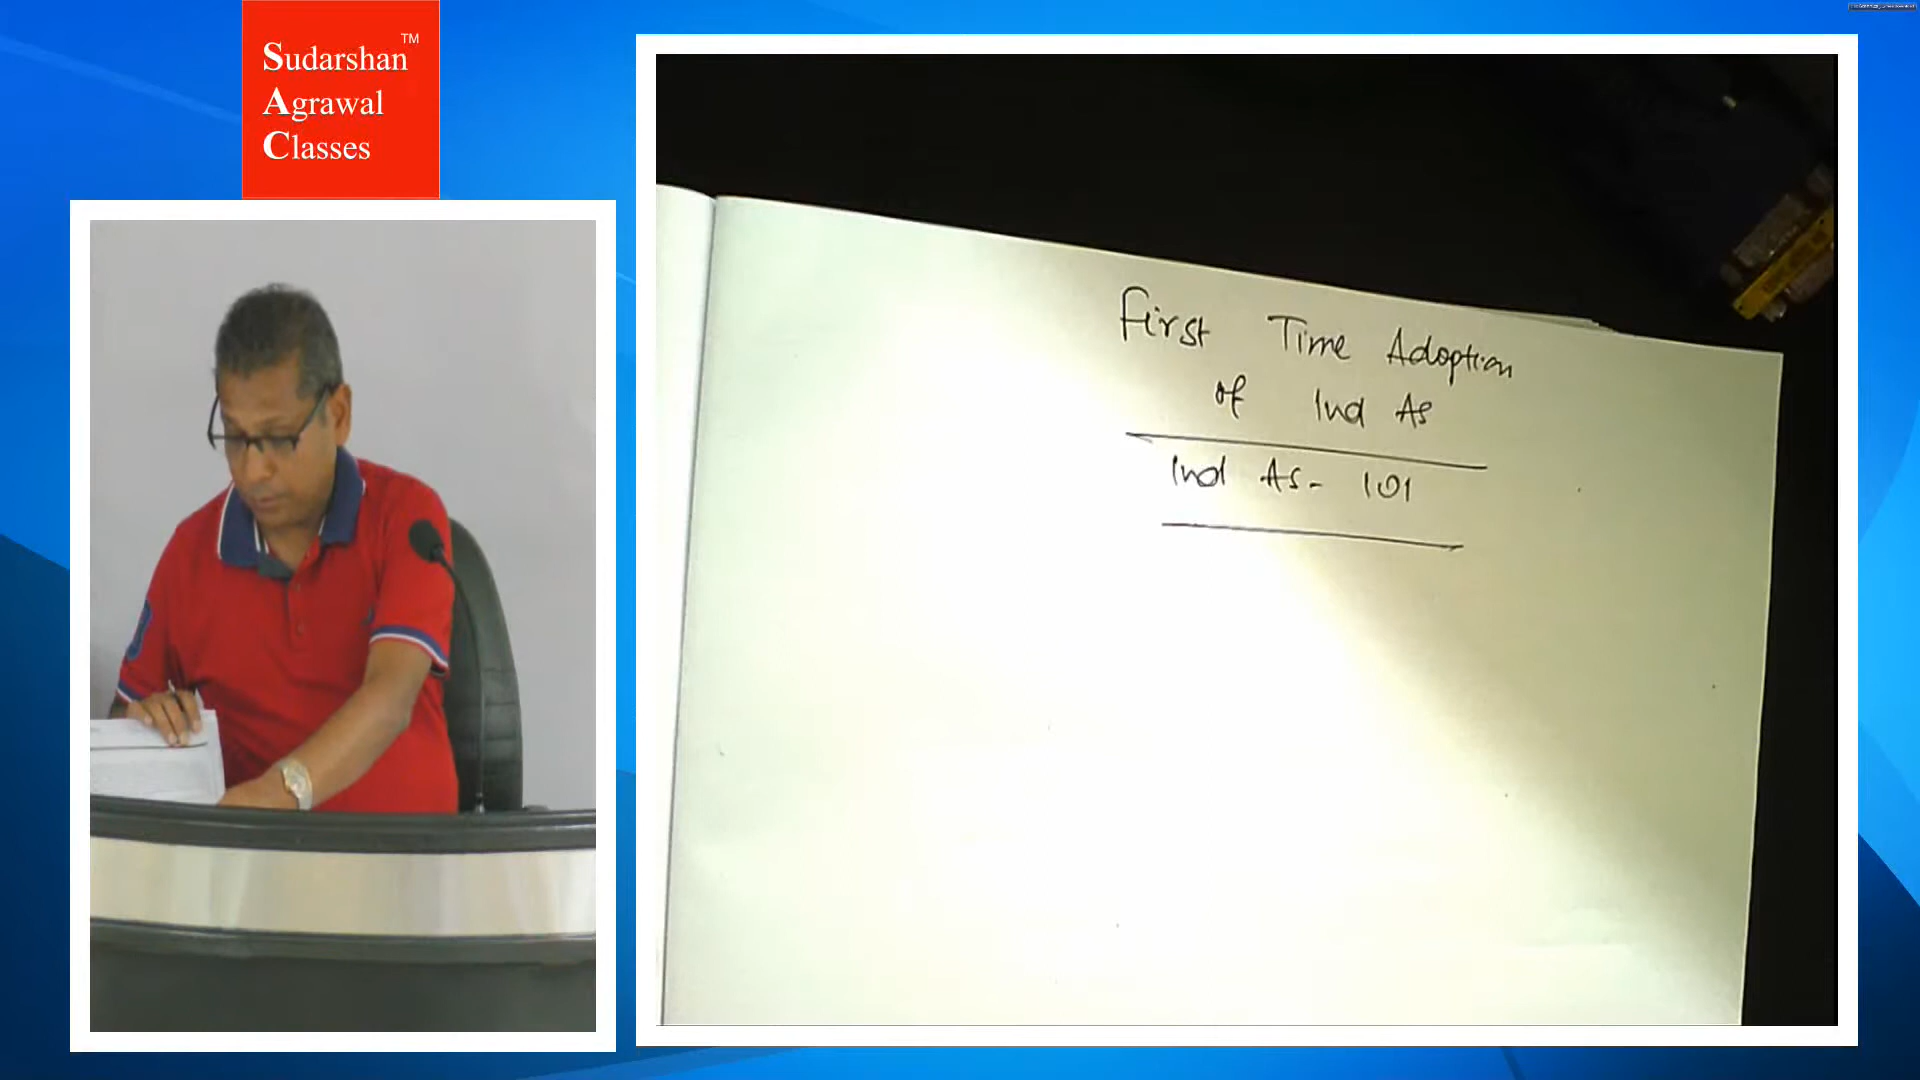 Sudarshan™
Agrawal
Classes
First Time Adoption
of Ind AS
Ind AS - 101